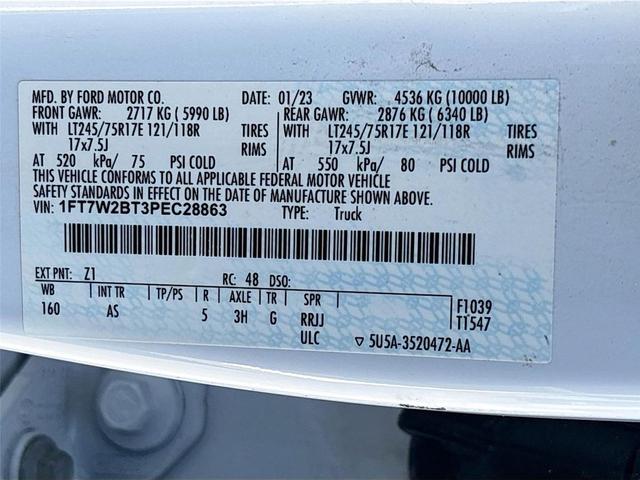 MFD. BY FORD MOTOR CO. DATE: 01/23 GVWR: 4536 KG (10000 LB)
FRONT GAWR: 2717 KG (5990 LB) REAR GAWR: 2876 KG (6340 LB)
WITH LT245/75R17E 121/118R TIRES WITH LT245/75R17E 121/118R TIRES
17x7.5J RIMS 17x7.5J RIMS
AT 520 kPa/ 75 PSI COLD AT 550 kPa/ 80 PSI COLD
THIS VEHICLE CONFORMS TO ALL APPLICABLE FEDERAL MOTOR VEHICLE
SAFETY STANDARDS IN EFFECT ON THE DATE OF MANUFACTURE SHOWN ABOVE.
VIN: 1FT7W2BT3PEC28863 TYPE: Truck
EXT PNT: Z1 RC: 48 DSO:
WB INT TR TP/PS R AXLE TR SPR F1039
160 AS 5 3H G RRJJ T1547
ULC ▽ 5U5A-3520472-AA